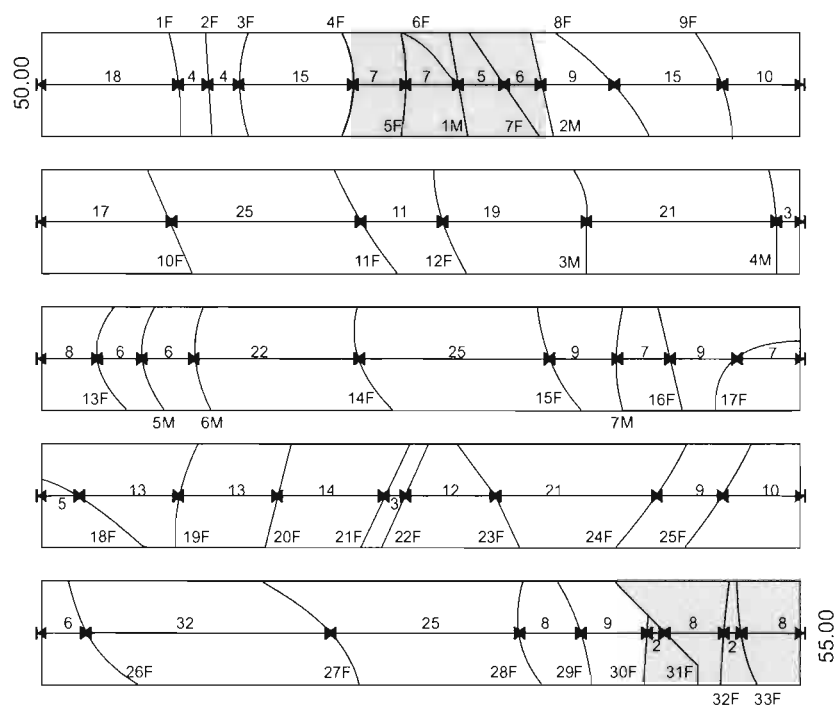 1F 2F 3F 4F 6F 8F 9F
50.00
18 4 4 15 7 7 5 6 9 15 10
5F 1M 7F 2M
17 25 11 19 21 3
10F 11F 12F 3M 4M
8 6 6 22 25 9 7 9 7
13F 14F 15F 16F 17F
5M 6M 7M
5 13 13 14 3 12 21 9 10
18F 19F 20F 21F 22F 23F 24F 25F
6 32 25 8 9 2 8 2 8
55.00
26F 27F 28F 29F 30F 31F
32F 33F